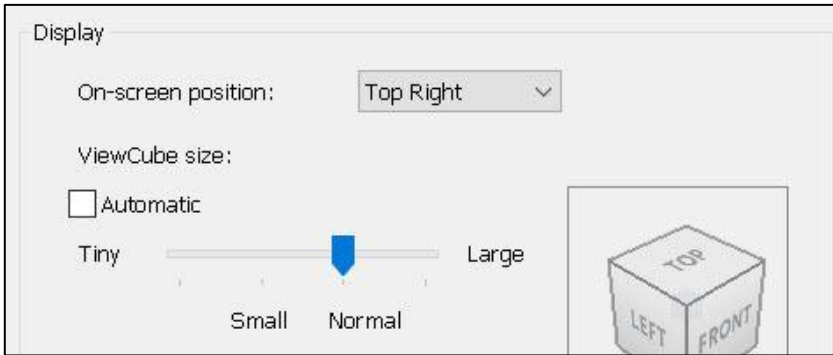 Display
On-screen position: Top Right
ViewCube size:
Automatic
Tiny Large
Small Normal
TOP
LEFT FRONT